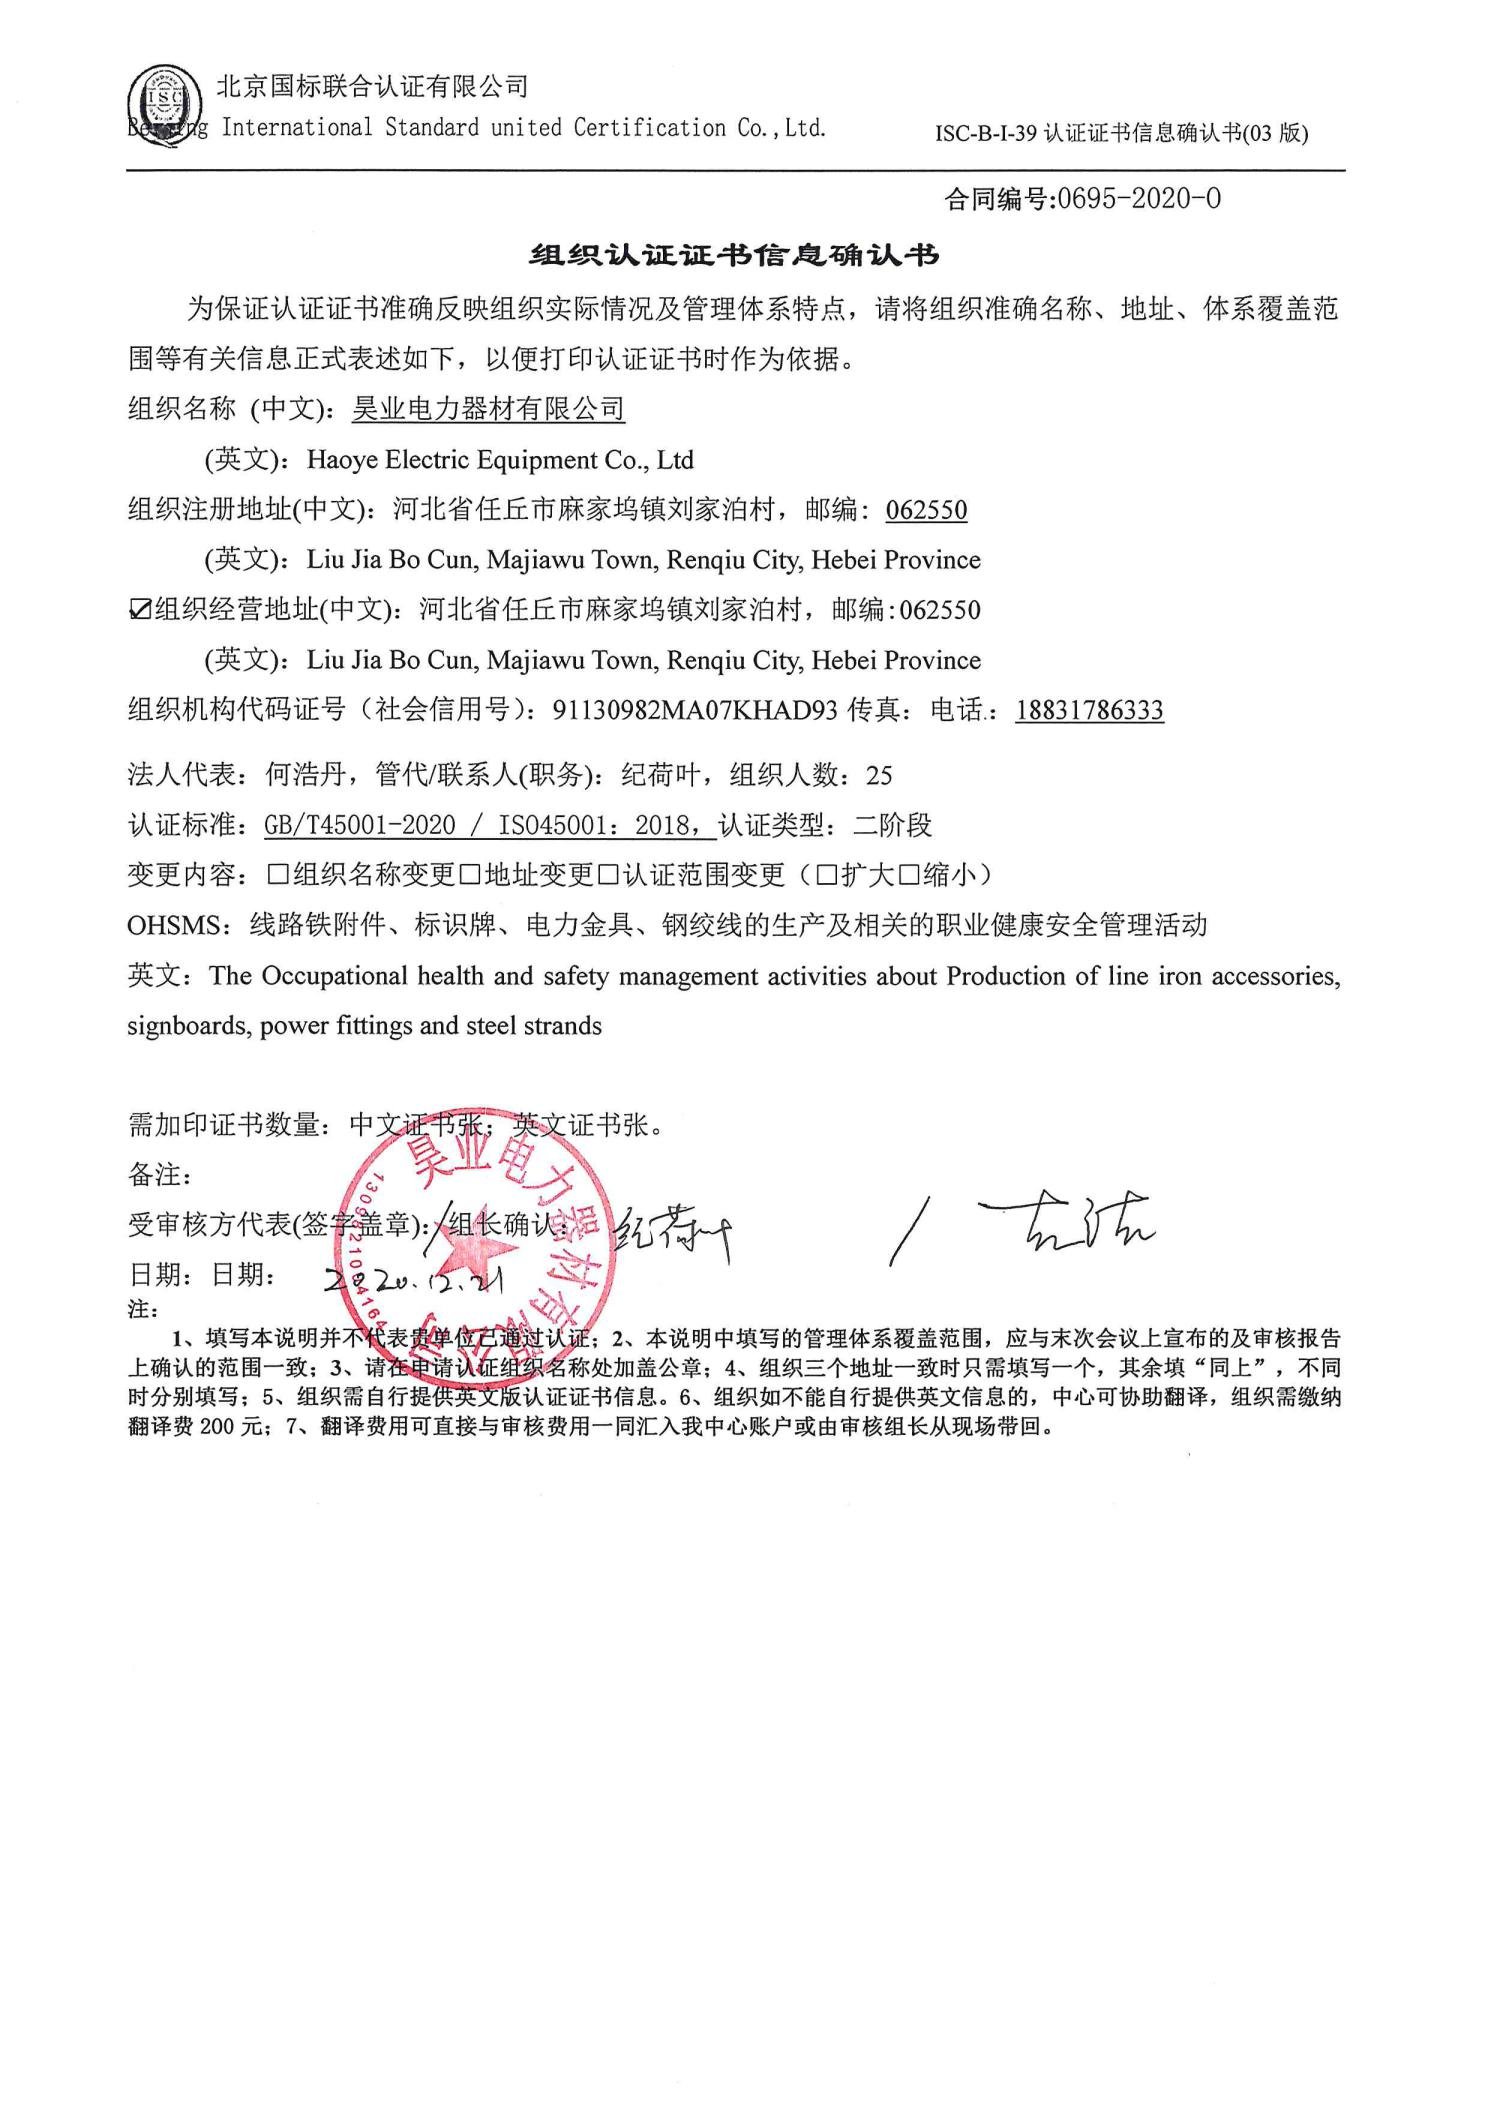 北京国标联合认证有限公司
Beijing International Standard united Certification Co.,Ltd.
ISC-B-I-39 认证证书信息确认书(03 版)
合同编号:0695-2020-O
组织认证证书信息确认书
为保证认证证书准确反映组织实际情况及管理体系特点，请将组织准确名称、地址、体系覆盖范
围等有关信息正式表述如下，以便打印认证证书时作为依据。
组织名称 (中文)：昊业电力器材有限公司
(英文)：Haoye Electric Equipment Co., Ltd
组织注册地址(中文)：河北省任丘市麻家坞镇刘家泊村，邮编：062550
(英文)：Liu Jia Bo Cun, Majiawu Town, Renqiu City, Hebei Province
☑组织经营地址(中文)：河北省任丘市麻家坞镇刘家泊村，邮编:062550
(英文)：Liu Jia Bo Cun, Majiawu Town, Renqiu City, Hebei Province
组织机构代码证号（社会信用号)：91130982MA07KHAD93 传真：电话.：18831786333
法人代表：何浩丹，管代/联系人(职务)：纪荷叶，组织人数：25
认证标准：GB/T45001-2020 / ISO45001：2018，认证类型：二阶段
变更内容：□组织名称变更□地址变更□认证范围变更（□扩大□缩小）
OHSMS：线路铁附件、标识牌、电力金具、钢绞线的生产及相关的职业健康安全管理活动
英文：The Occupational health and safety management activities about Production of line iron accessories,
signboards, power fittings and steel strands
需加印证书数量：中文证书张；英文证书张。
备注：
受审核方代表(签字盖章)：组长确认：纪荷叶
日期：日期：2020.12.21
昊业电力器材有限公司
注：
1、填写本说明并不代表贵单位已通过认证；2、本说明中填写的管理体系覆盖范围，应与末次会议上宣布的及审核报告
上确认的范围一致；3、请在申请认证组织名称处加盖公章；4、组织三个地址一致时只需填写一个，其余填“同上”，不同
时分别填写；5、组织需自行提供英文版认证证书信息。6、组织如不能自行提供英文信息的，中心可协助翻译，组织需缴纳
翻译费 200 元；7、翻译费用可直接与审核费用一同汇入我中心账户或由审核组长从现场带回。